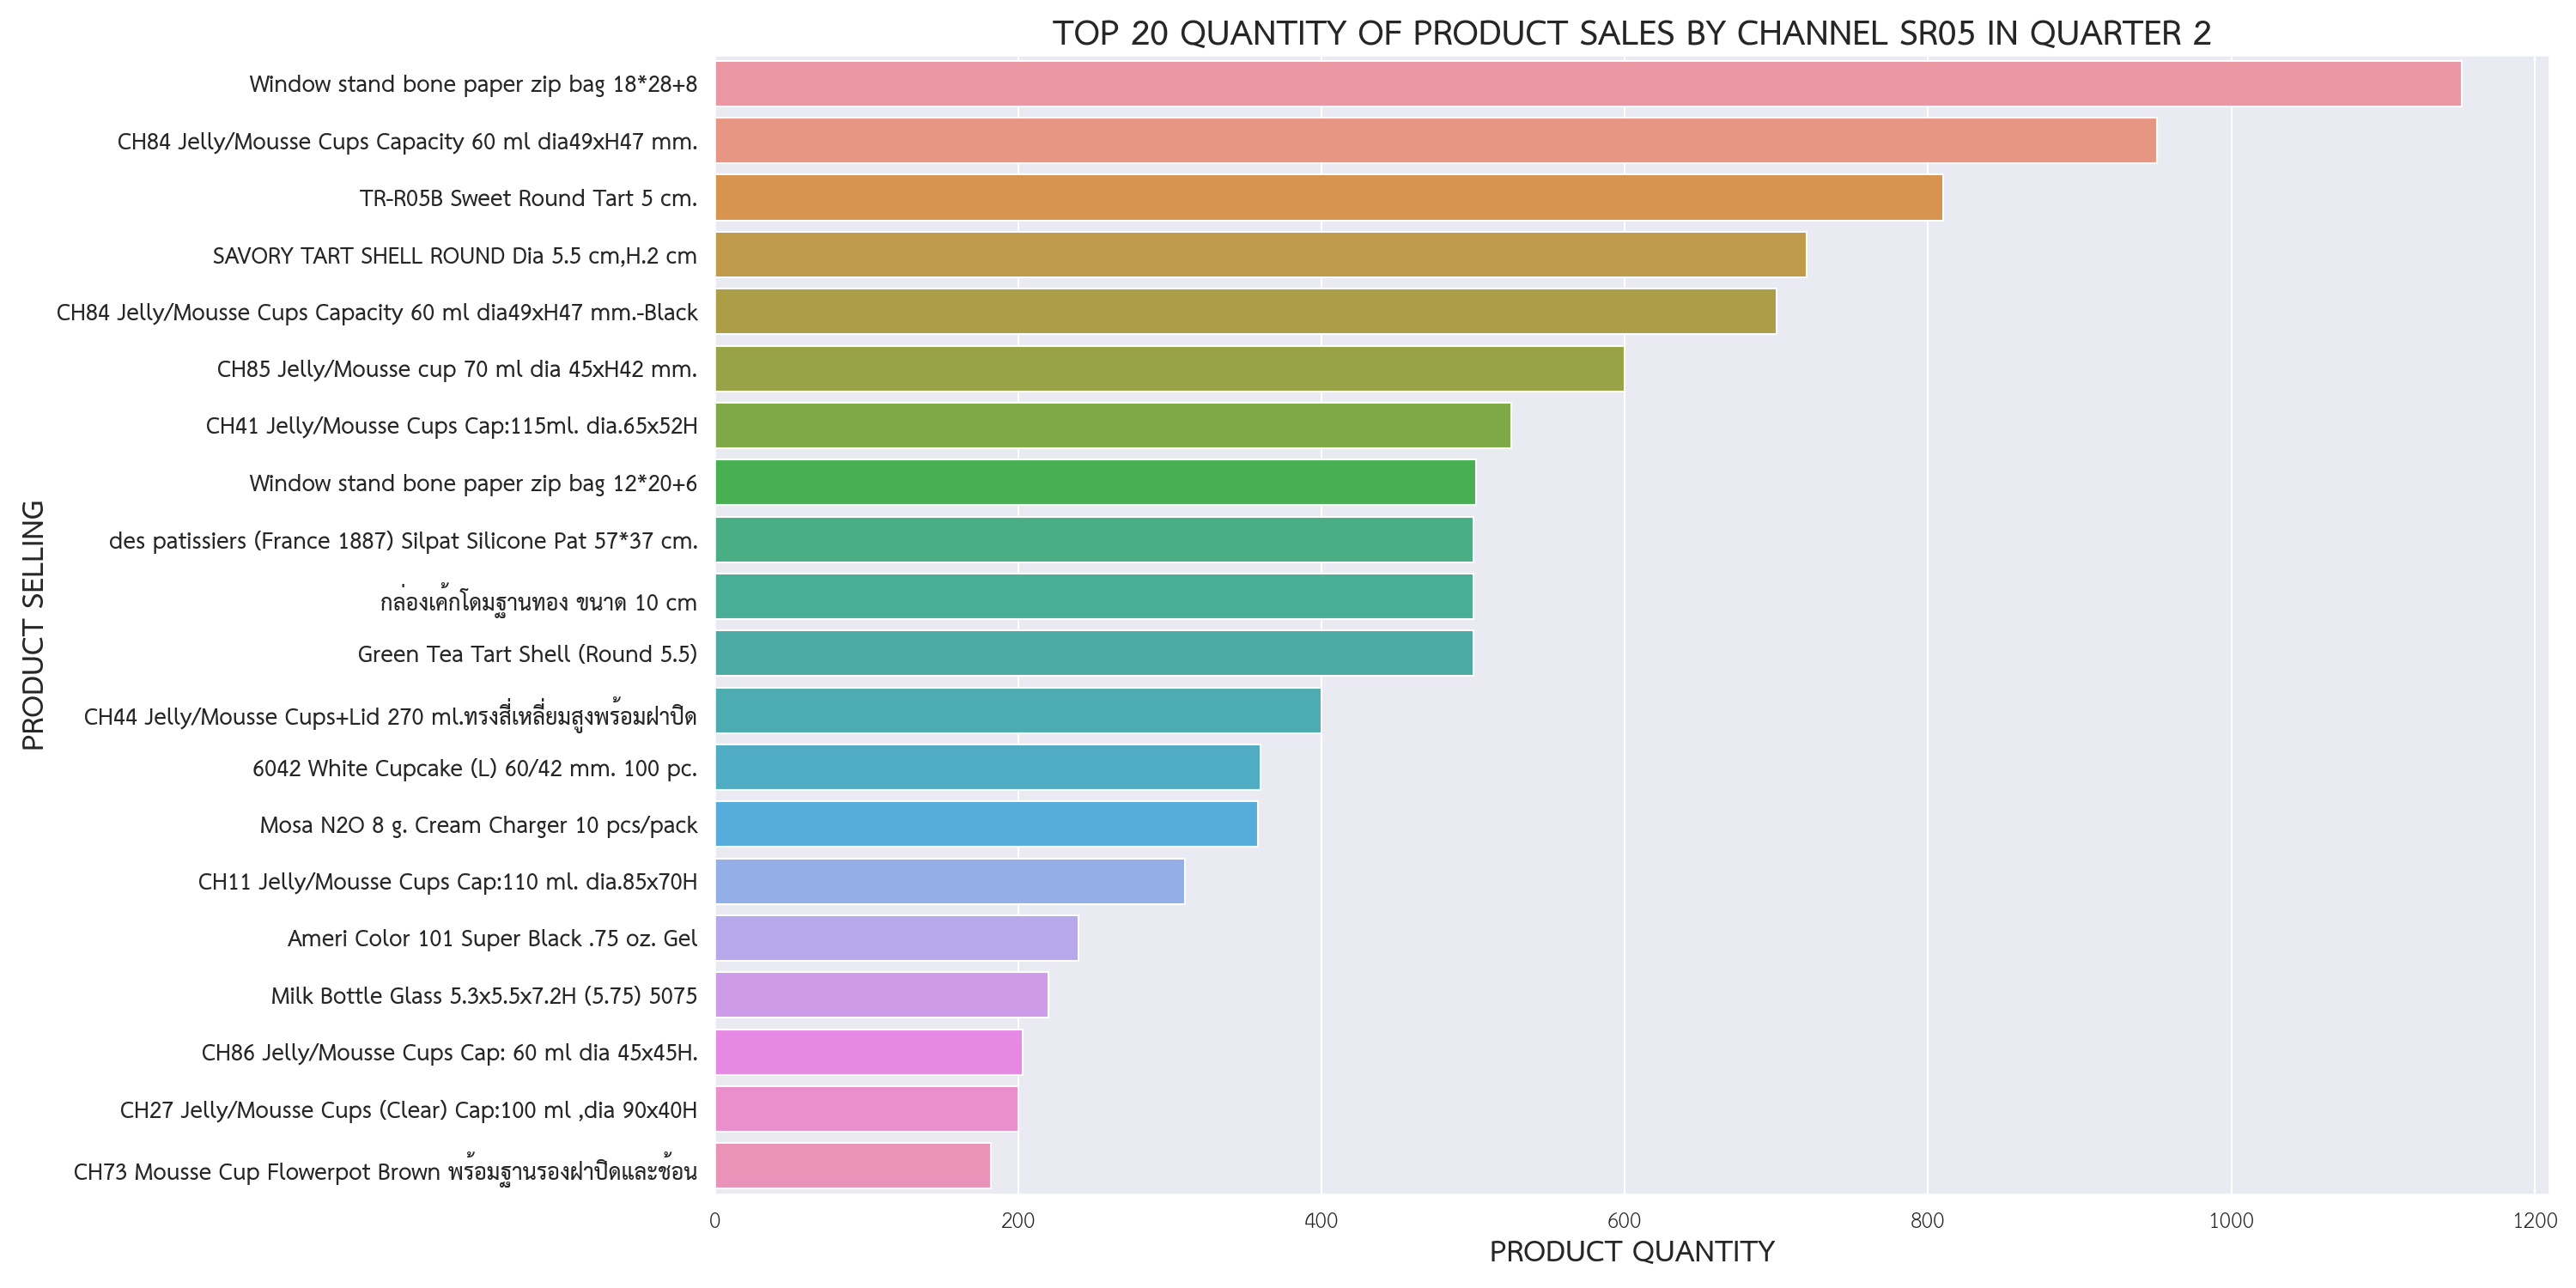 TOP 20 QUANTITY OF PRODUCT SALES BY CHANNEL SR05 IN QUARTER 2
PRODUCT SELLING
Window stand bone paper zip bag 18*28+8
CH84 Jelly/Mousse Cups Capacity 60 ml dia49xH47 mm.
TR-R05B Sweet Round Tart 5 cm.
SAVORY TART SHELL ROUND Dia 5.5 cm,H.2 cm
CH84 Jelly/Mousse Cups Capacity 60 ml dia49xH47 mm.-Black
CH85 Jelly/Mousse cup 70 ml dia 45xH42 mm.
CH41 Jelly/Mousse Cups Cap:115ml. dia.65x52H
Window stand bone paper zip bag 12*20+6
des patissiers (France 1887) Silpat Silicone Pat 57*37 cm.
กล่องเค้กโดมฐานทอง ขนาด 10 cm
Green Tea Tart Shell (Round 5.5)
CH44 Jelly/Mousse Cups+Lid 270 ml.ทรงสี่เหลี่ยมสูงพร้อมฝาปิด
6042 White Cupcake (L) 60/42 mm. 100 pc.
Mosa N2O 8 g. Cream Charger 10 pcs/pack
CH11 Jelly/Mousse Cups Cap:110 ml. dia.85x70H
Ameri Color 101 Super Black .75 oz. Gel
Milk Bottle Glass 5.3x5.5x7.2H (5.75) 5075
CH86 Jelly/Mousse Cups Cap: 60 ml dia 45x45H.
CH27 Jelly/Mousse Cups (Clear) Cap:100 ml ,dia 90x40H
CH73 Mousse Cup Flowerpot Brown พร้อมฐานรองฝาปิดและช้อน
0 200 400 600 800 1000 1200
PRODUCT QUANTITY